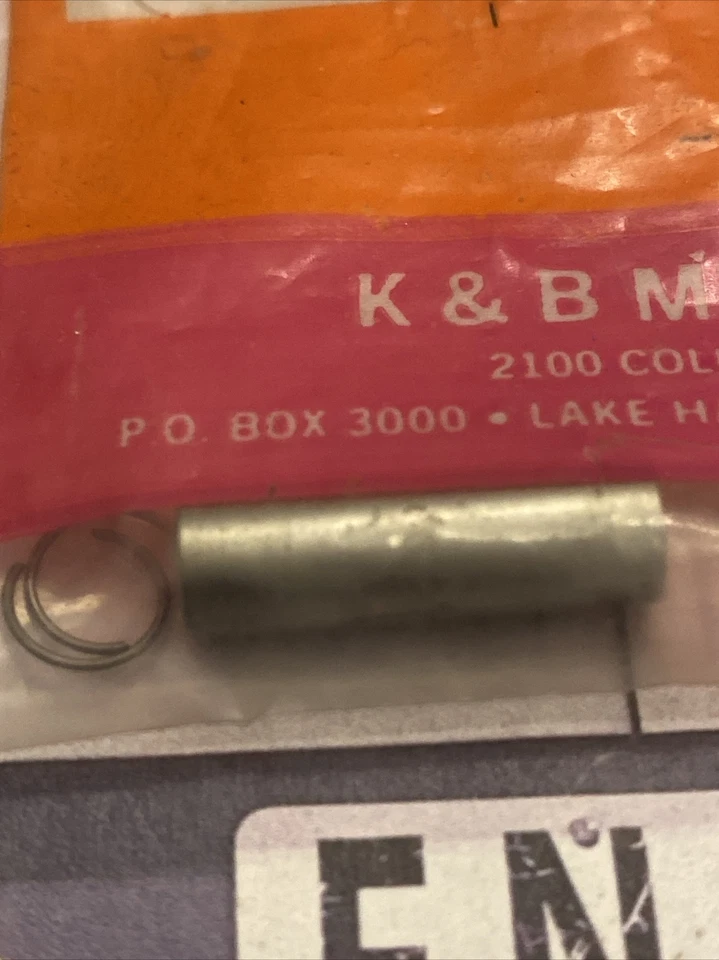 K & B M
2100 COL
P.O. BOX 3000 • LAKE H
EN